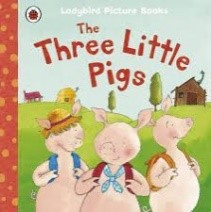 Ladybird Picture Books
The
Three Little
Pigs